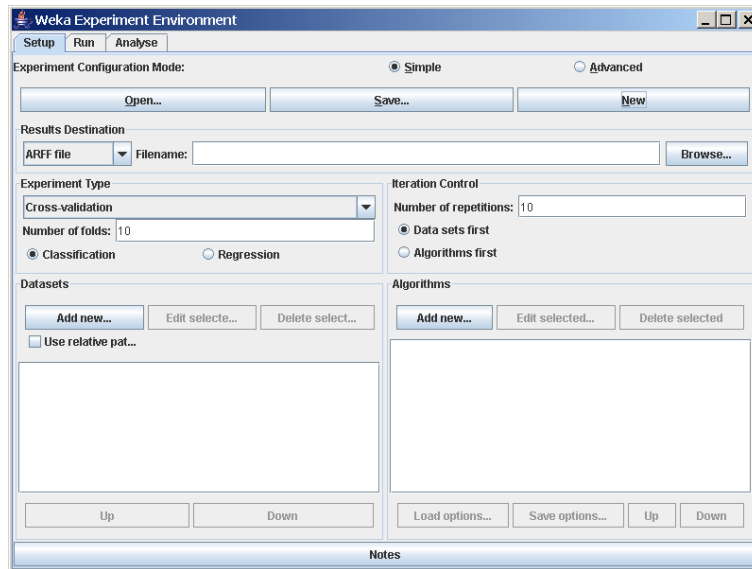 Weka Experiment Environment
Setup Run Analyse
Experiment Configuration Mode: Simple Advanced
Open... Save... New
Results Destination
ARFF file Filename: Browse...
Experiment Type
Cross-validation
Number of folds: 10
Classification Regression
Iteration Control
Number of repetitions: 10
Data sets first
Algorithms first
Datasets
Add new... Edit selecte... Delete select...
Use relative pat...
Up Down
Algorithms
Add new... Edit selected... Delete selected
Load options... Save options... Up Down
Notes